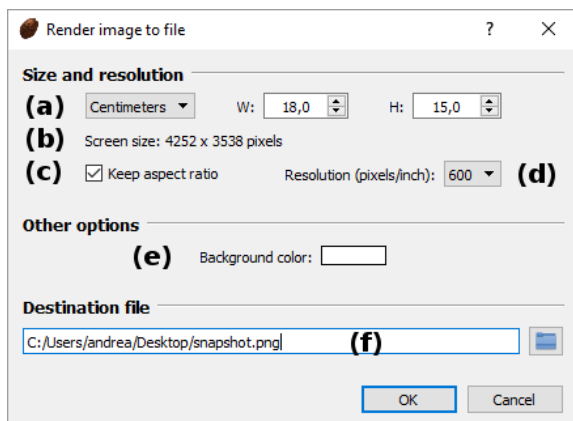 Render image to file ? ×
Size and resolution
(a) Centimeters W: 18,0 H: 15,0
(b) Screen size: 4252 x 3538 pixels
(c) Keep aspect ratio Resolution (pixels/inch): 600 (d)
Other options
(e) Background color:
Destination file
C:/Users/andrea/Desktop/snapshot.png (f)
OK Cancel